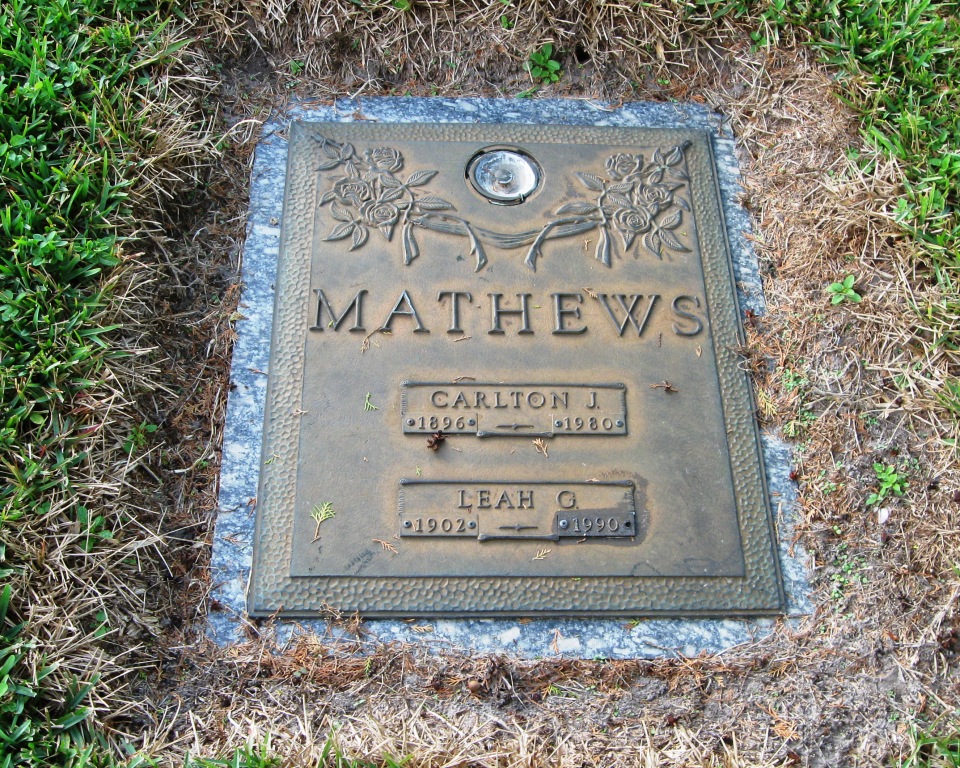 MATHEWS
CARLTON J.
1896 1980
LEAH G.
1902 1990